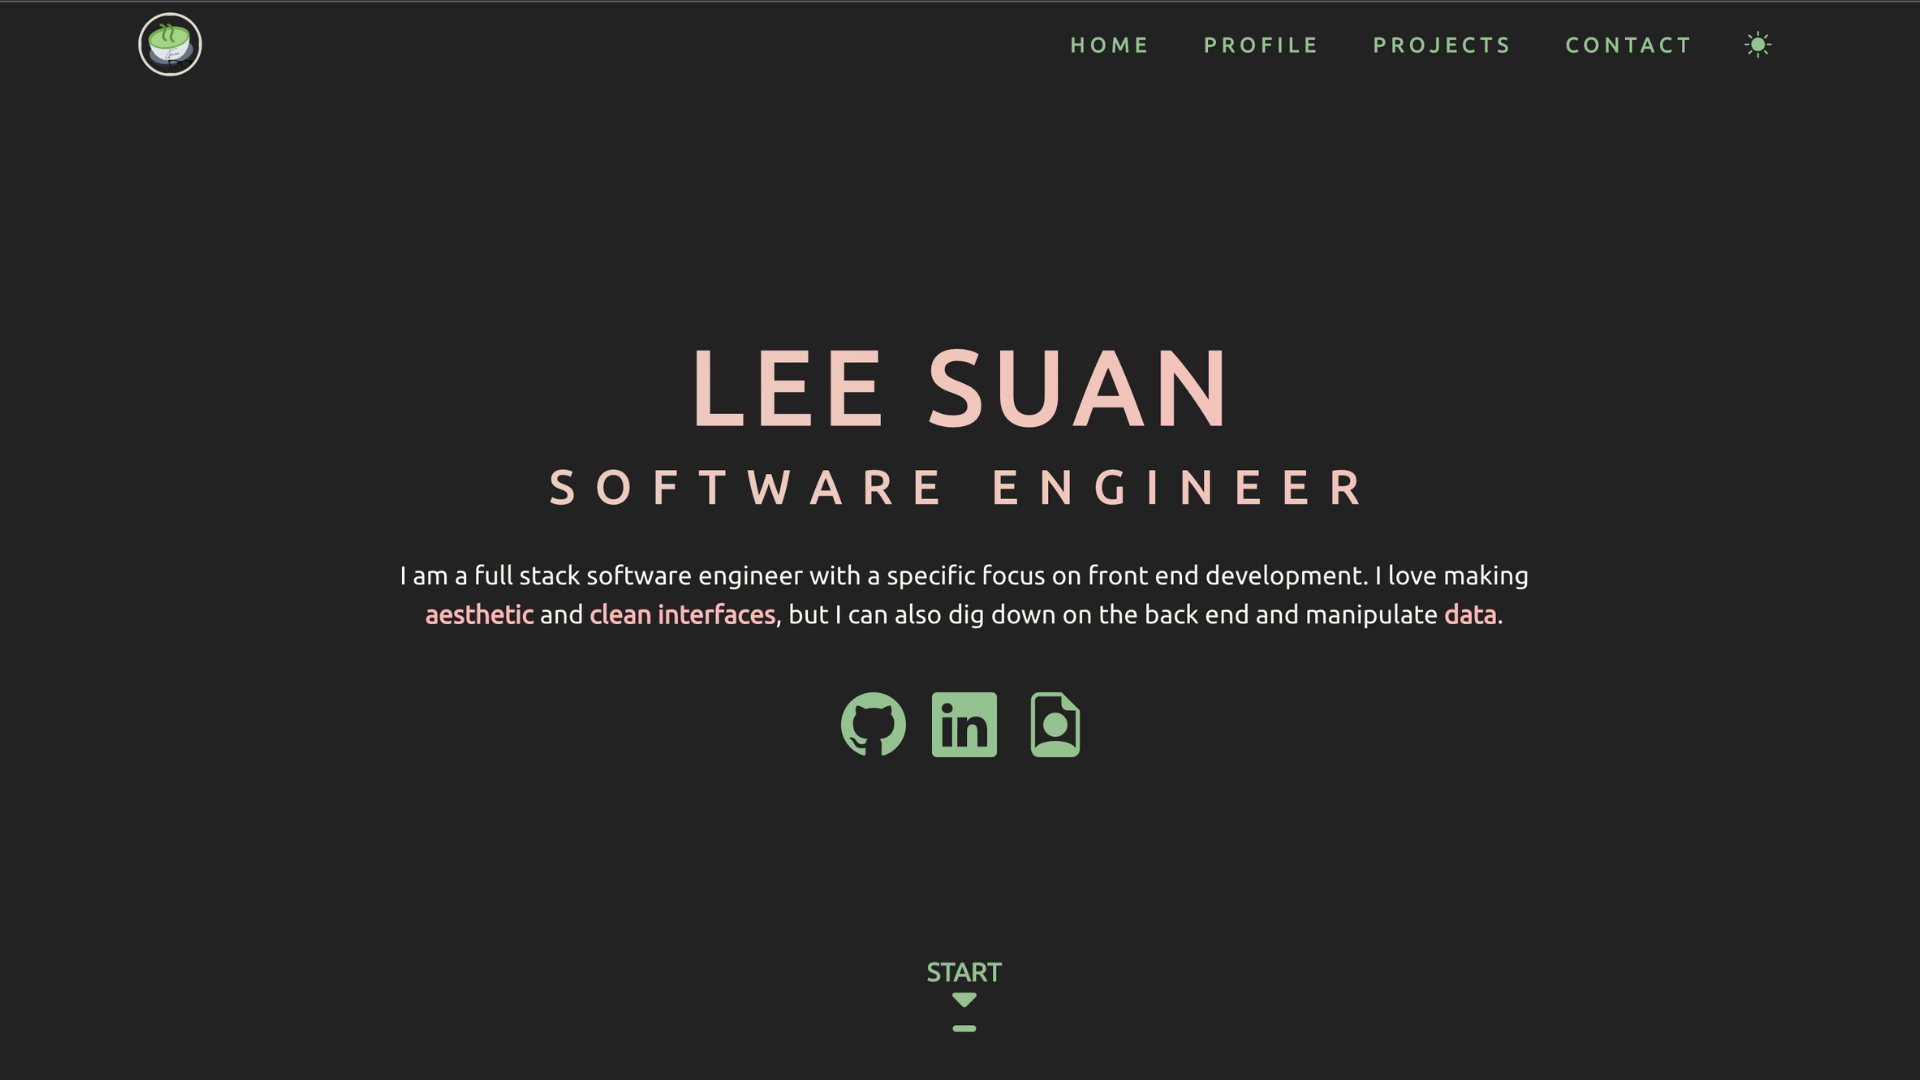 HOME PROFILE PROJECTS CONTACT
LEE SUAN
SOFTWARE ENGINEER
I am a full stack software engineer with a specific focus on front end development. I love making
aesthetic and clean interfaces, but I can also dig down on the back end and manipulate data.
in
START